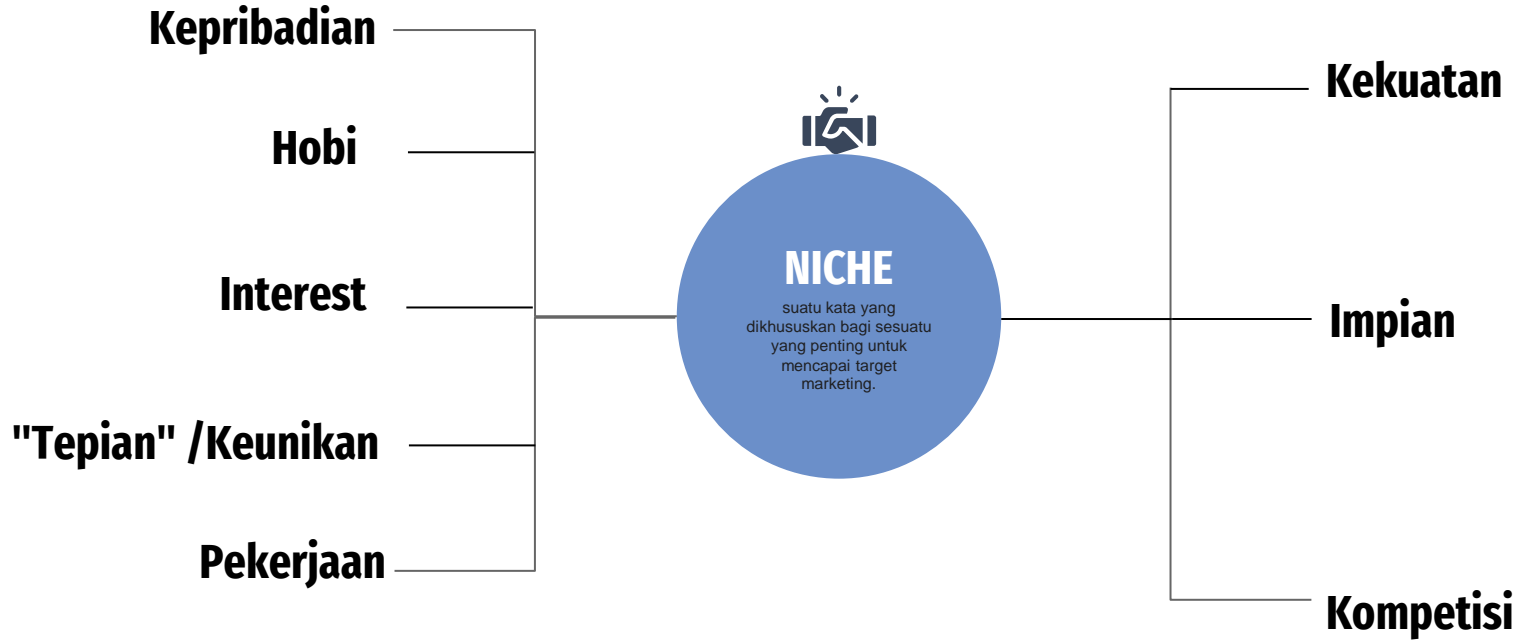 Kepribadian
Hobi
Interest
"Tepian" /Keunikan
Pekerjaan
NICHE
suatu kata yang
dikhususkan bagi sesuatu
yang penting untuk
mencapai target
marketing.
Kekuatan
Impian
Kompetisi